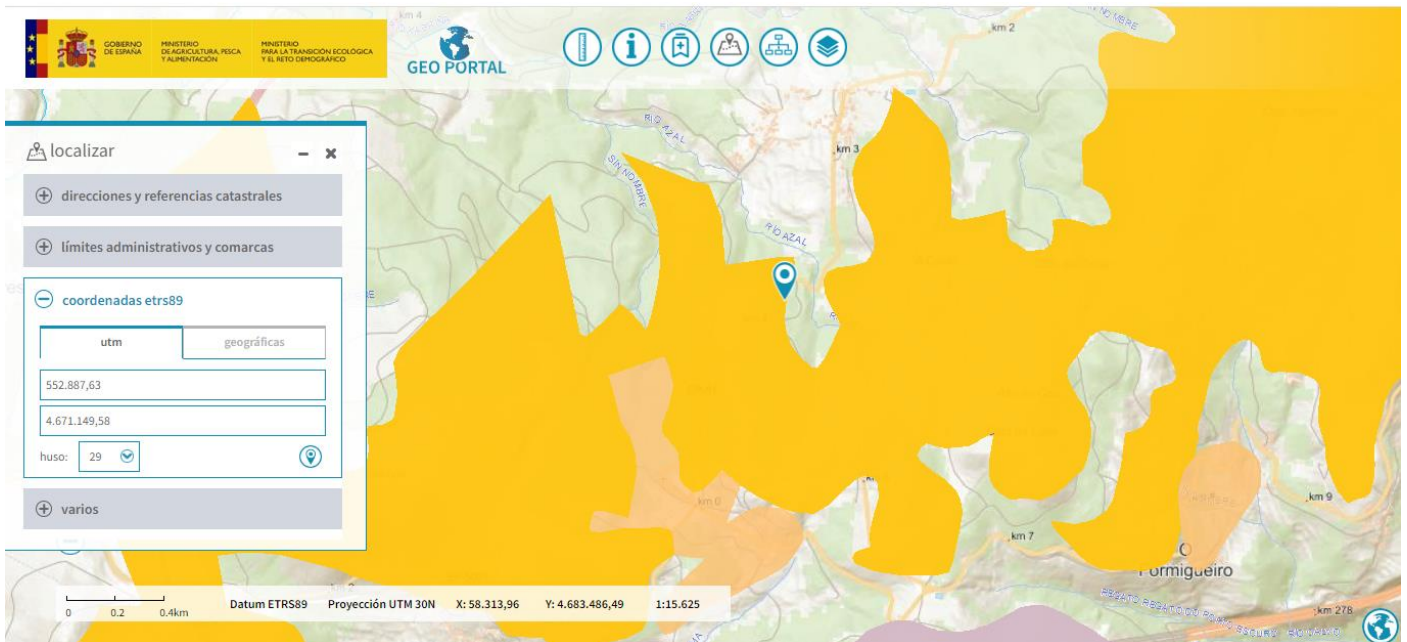 km 4
km 2
GOBIERNO
DE ESPAÑA
MINISTERIO
DE AGRICULTURA, PESCA
Y ALIMENTACIÓN
MINISTERIO
PARA LA TRANSICIÓN ECOLÓGICA
Y EL RETO DEMOGRÁFICO
GEO PORTAL
localizar
direcciones y referencias catastrales
límites administrativos y comarcas
coordenadas etrs89
utm
geográficas
552.887,63
4.671.149,58
huso:
29
varios
RIO AZAL
SIN NOMBRE
km 3
RÍO AZAL
km 6
km 9
km 7
O
Formigueiro
km 278
0
0.2
0.4km
Datum ETRS89
Proyección UTM 30N
X: 58.313,96
Y: 4.683.486,49
1:15.625